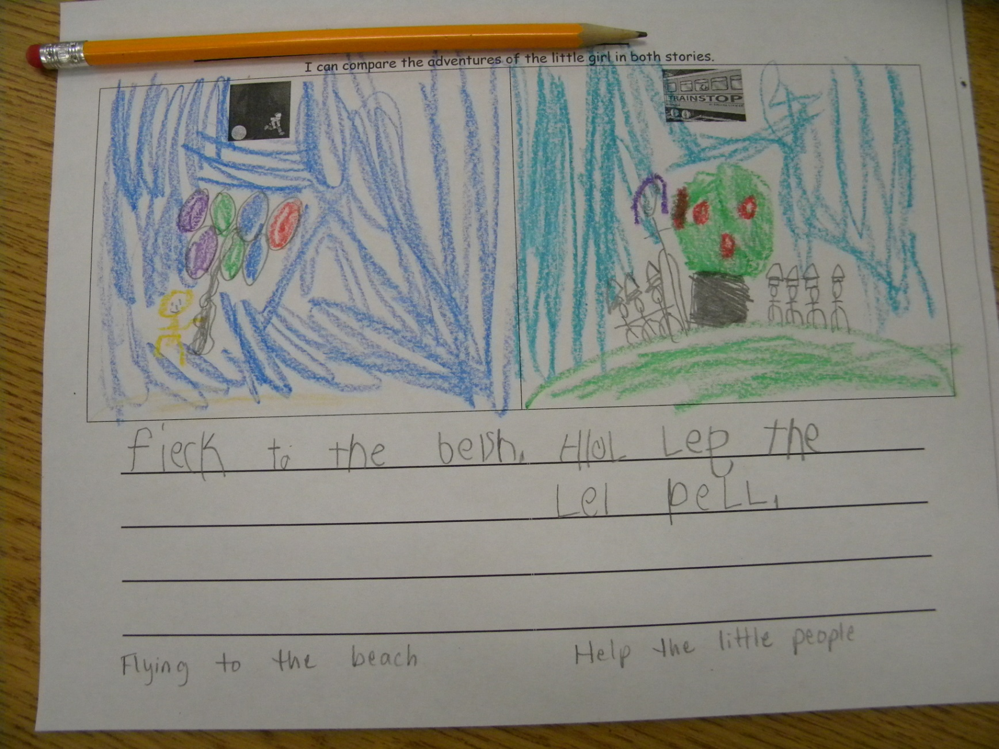 I can compare the adventures of the little girl in both stories.
TRAINSTOP
fieck to the beish. HloL Lep the
Lel peLL.
Flying to the beach
Help the little people